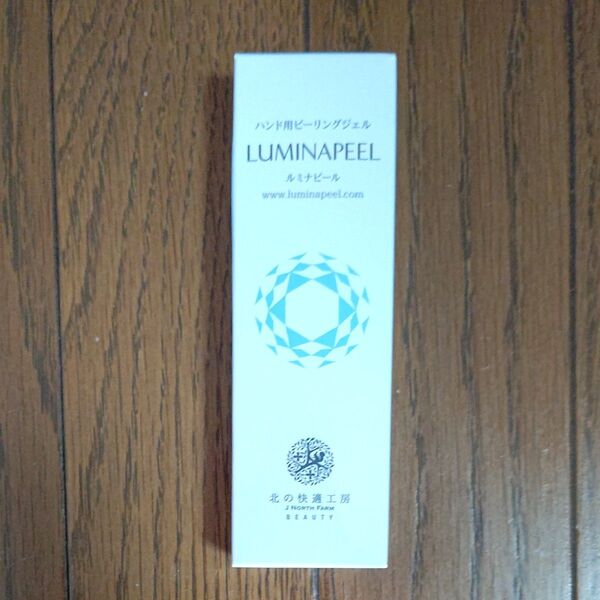 ハンド用ピーリングジェル
LUMINAPEEL
ルミナピール
www.luminapeel.com
北の快適工房
J NORTH FARM
BEAUTY